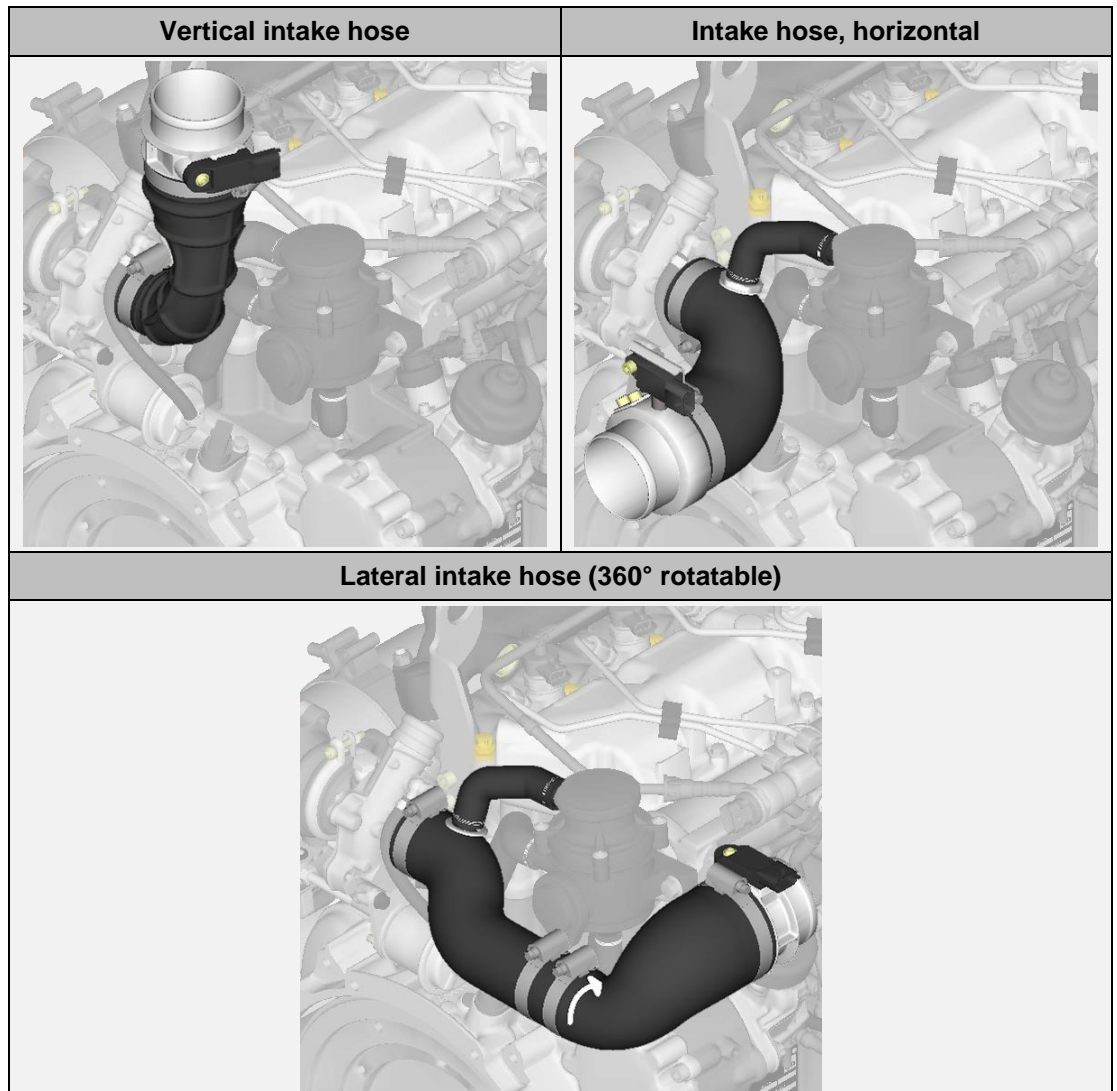 Vertical intake hose
Intake hose, horizontal
Lateral intake hose (360° rotatable)